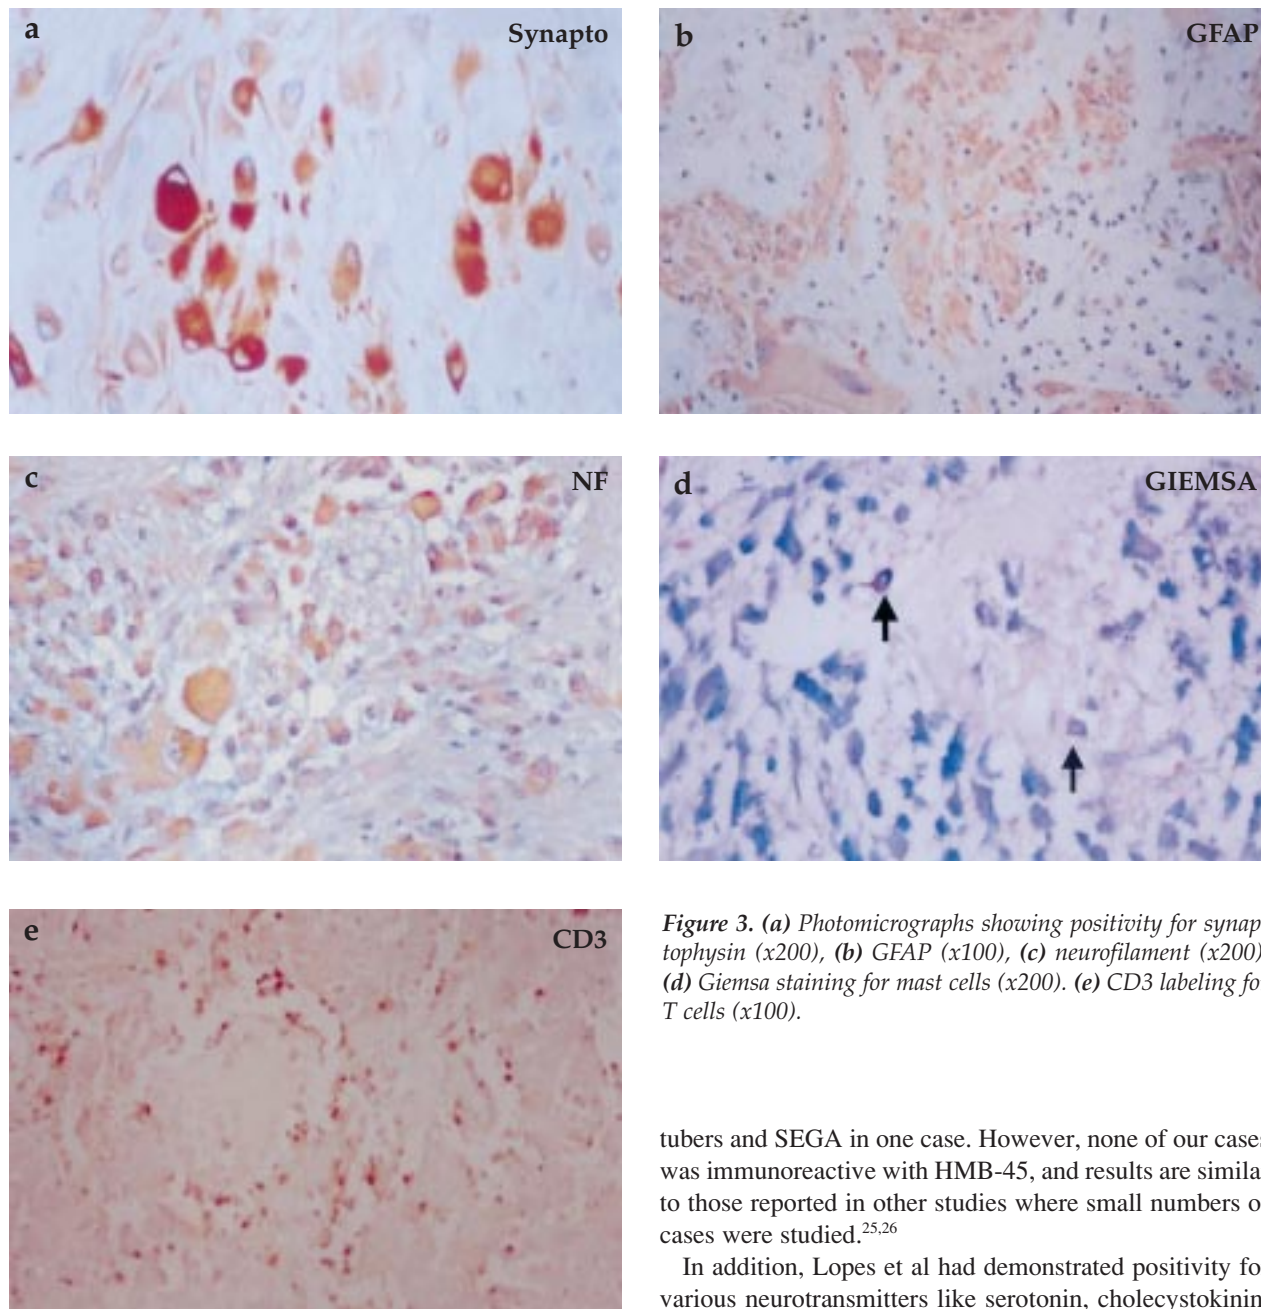 a
Synapto
b
GFAP
c
NF
d
GIEMSA
e
CD3
Figure 3. (a) Photomicrographs showing positivity for synap
tophysin (x200), (b) GFAP (x100), (c) neurofilament (x200)
(d) Giemsa staining for mast cells (x200). (e) CD3 labeling fo
T cells (x100).
tubers and SEGA in one case. However, none of our case
was immunoreactive with HMB-45, and results are simila
to those reported in other studies where small numbers o
cases were studied.25,26
In addition, Lopes et al had demonstrated positivity fo
various neurotransmitters like serotonin, cholecystokinin